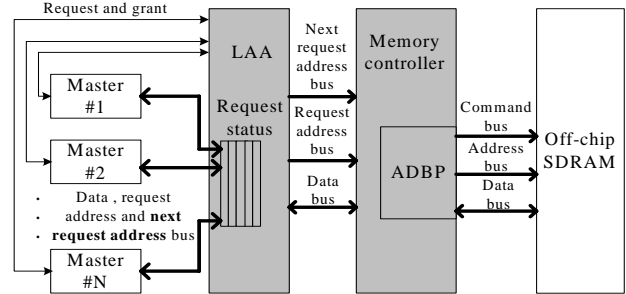 Request and grant
LAA
Next
request
address
bus
Memory
controller
Master
#1
Request
status
Request
address
bus
Command
bus
Off-chip
SDRAM
Master
#2
ADBP
Address
bus
Data
bus
Data
bus
Data , request
address and next
request address bus
Master
#N